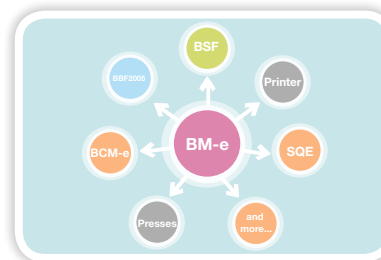 BSF
BBF2005
Printer
BM-e
BCM-e
SQE
Presses
and
more...